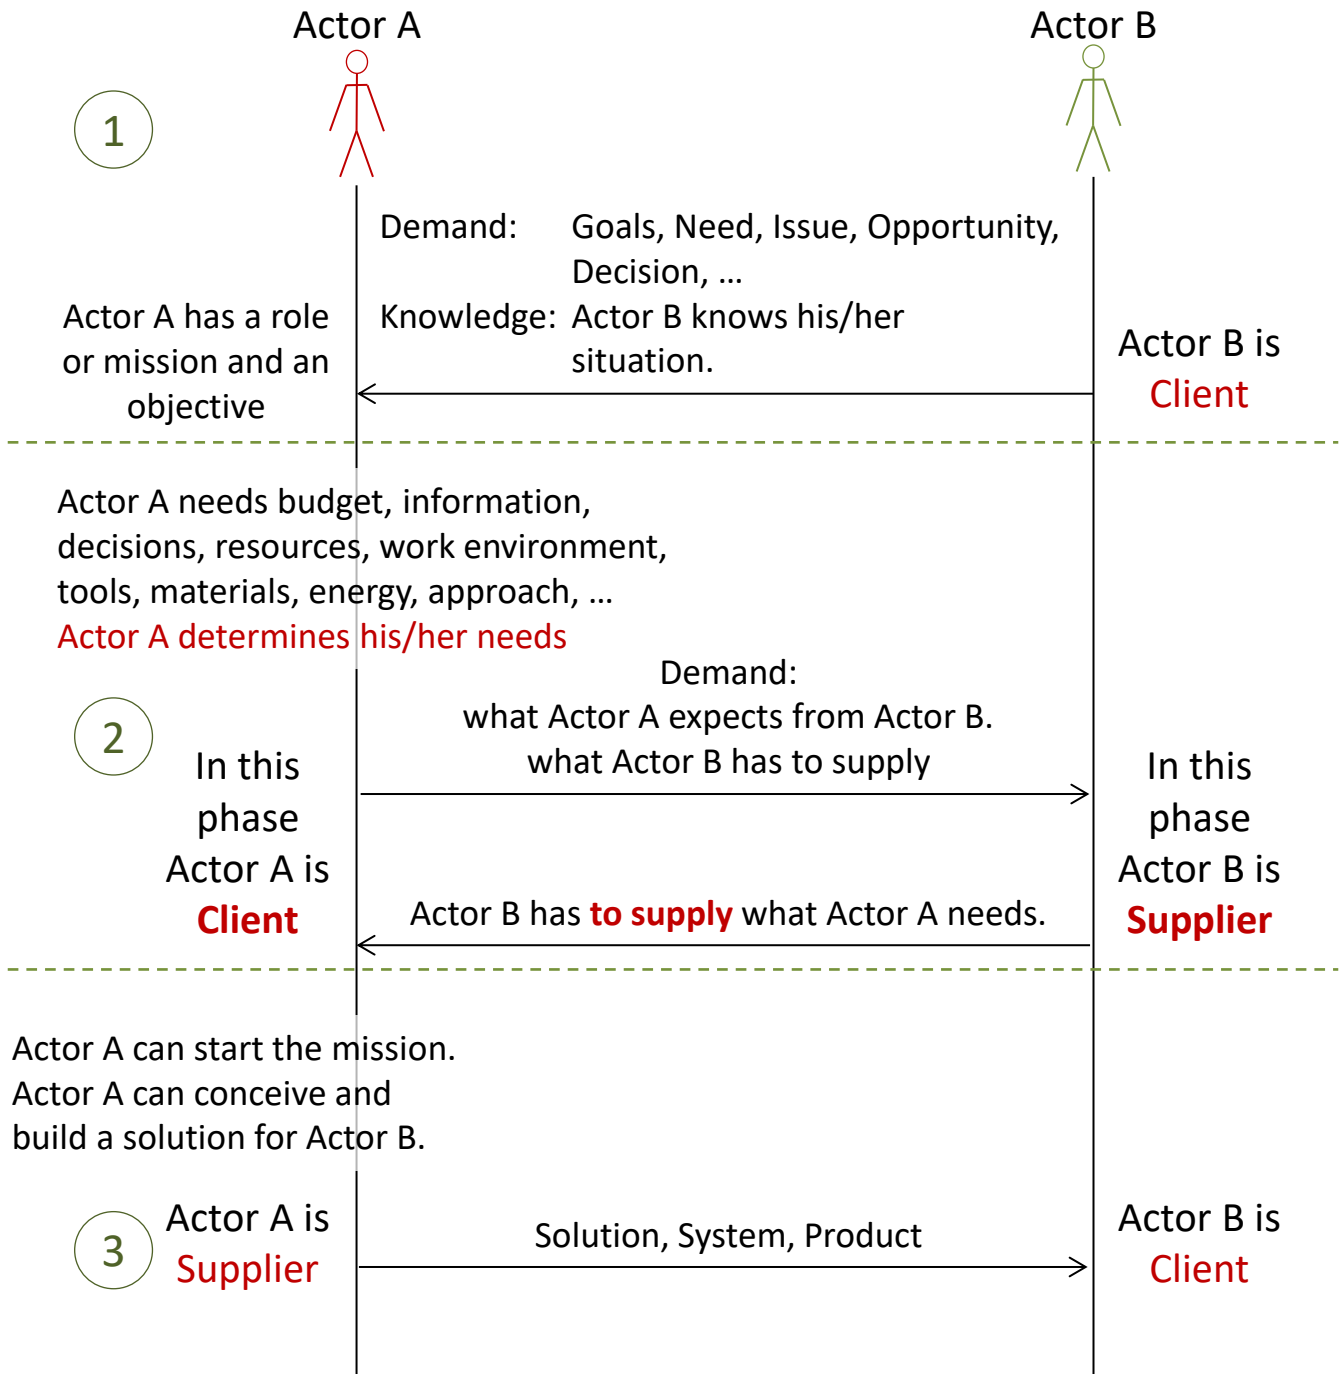 Actor A
Actor B
1
Demand: Goals, Need, Issue, Opportunity,
Decision, ...
Knowledge: Actor B knows his/her
situation.
Actor A has a role
or mission and an
objective
Actor B is
Client
Actor A needs budget, information,
decisions, resources, work environment,
tools, materials, energy, approach, ...
Actor A determines his/her needs
2
Demand:
what Actor A expects from Actor B.
what Actor B has to supply
In this
phase
Actor A is
Client
In this
phase
Actor B is
Supplier
Actor B has to supply what Actor A needs.
Actor A can start the mission.
Actor A can conceive and
build a solution for Actor B.
3
Actor A is
Supplier
Solution, System, Product
Actor B is
Client